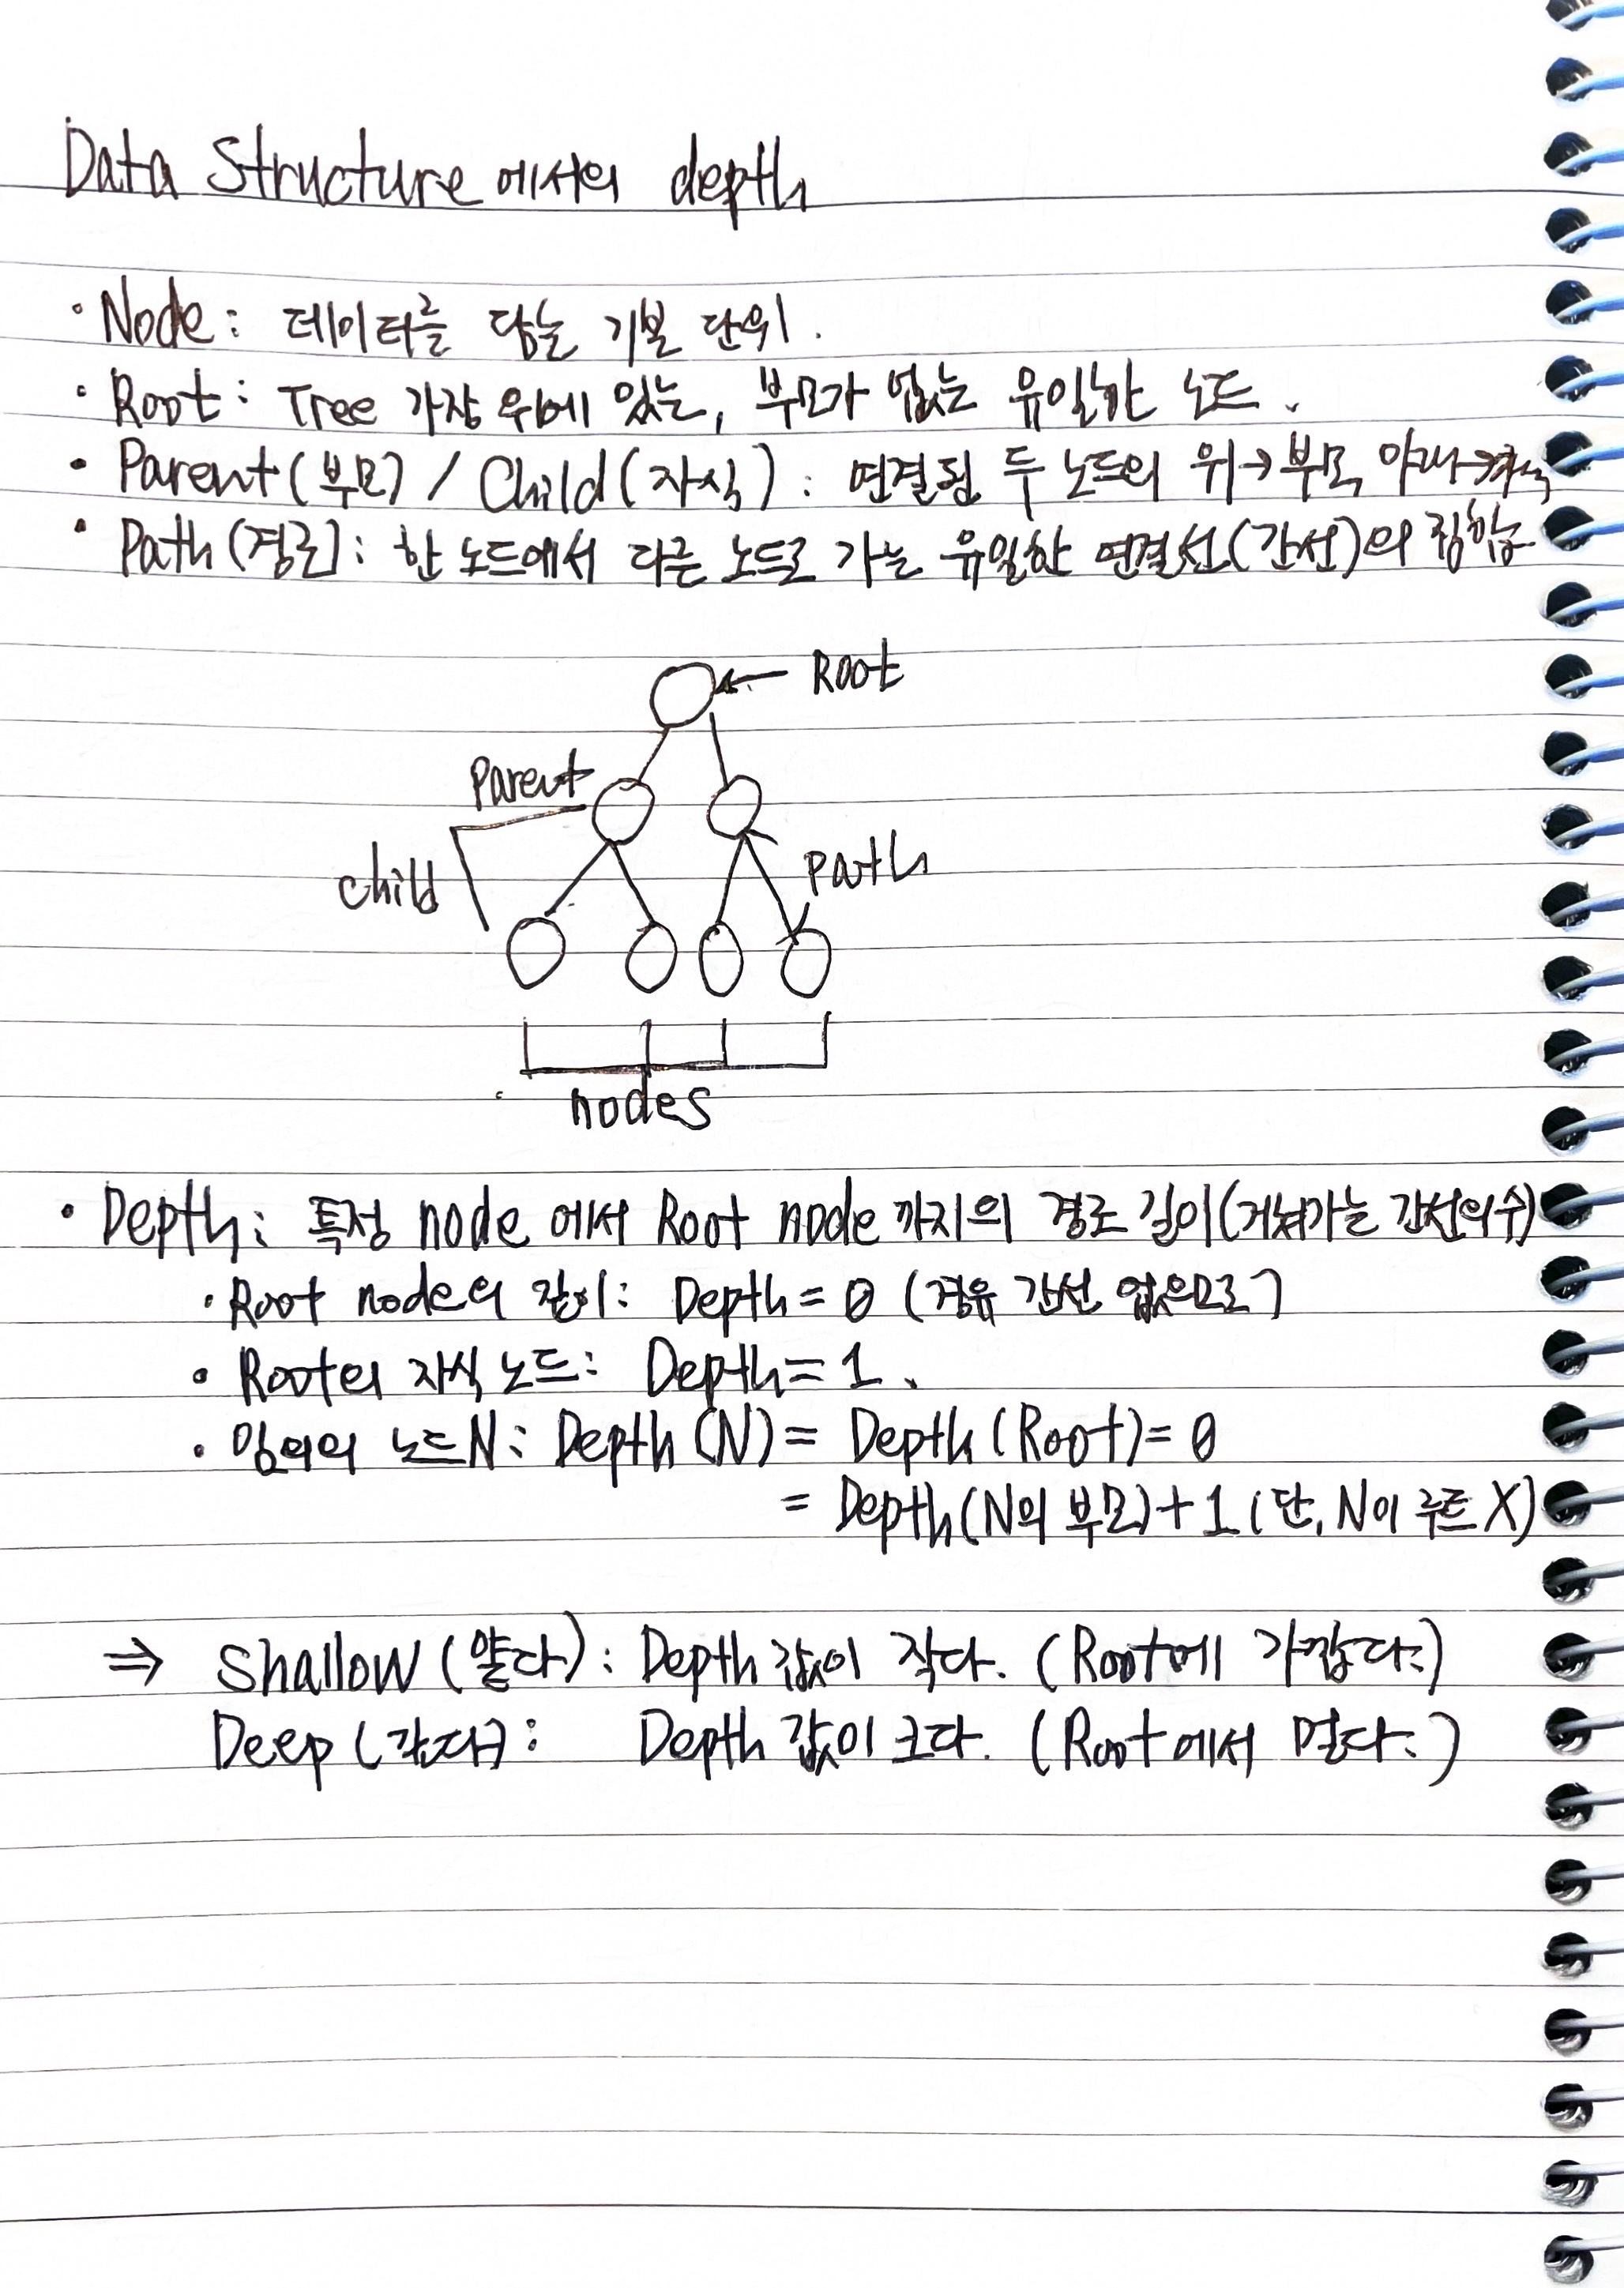 Data Structure에서의 depth
· Node: 데이터를 담는 기본 단위.
· Root: Tree 가장 위에 있는, 부모가 없는 유일한 노드.
· Parent(부모) / Child(자식): 연결된 두 노드의 위→부모, 아래→자식
· Path(경로): 한 노드에서 다른 노드로 가는 유일한 연결선(간선)의 집합
← Root
Parent
child
Path
nodes
· Depth: 특정 node에서 Root node까지의 경로 길이(거쳐가는 간선의 수)
· Root node의 깊이: Depth = 0 (경유 간선 없으므로)
· Root의 자식 노드: Depth = 1.
· 임의의 노드 N: Depth(N) = Depth(Root) = 0
= Depth(N의 부모) + 1 (단, N이 루트 X)
⇒ Shallow (얕다): Depth 값이 작다. (Root에 가깝다.)
Deep (깊다): Depth 값이 크다. (Root에서 멀다.)